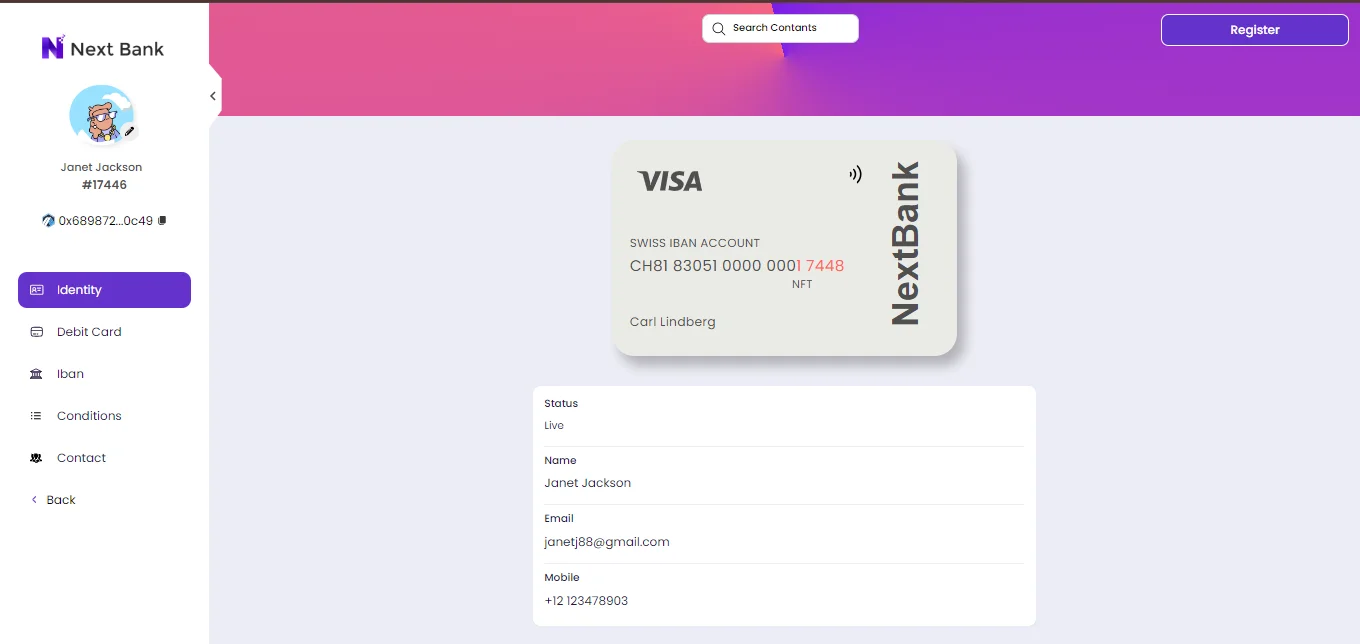 Next Bank
Janet Jackson
#17446
0x689872...0c49
Identity
Debit Card
Iban
Conditions
Contact
Back
Search Contants
Register
VISA
SWISS IBAN ACCOUNT
CH81 83051 0000 0001 7448
NFT
Carl Lindberg
NextBank
Status
Live
Name
Janet Jackson
Email
janetj88@gmail.com
Mobile
+12 123478903